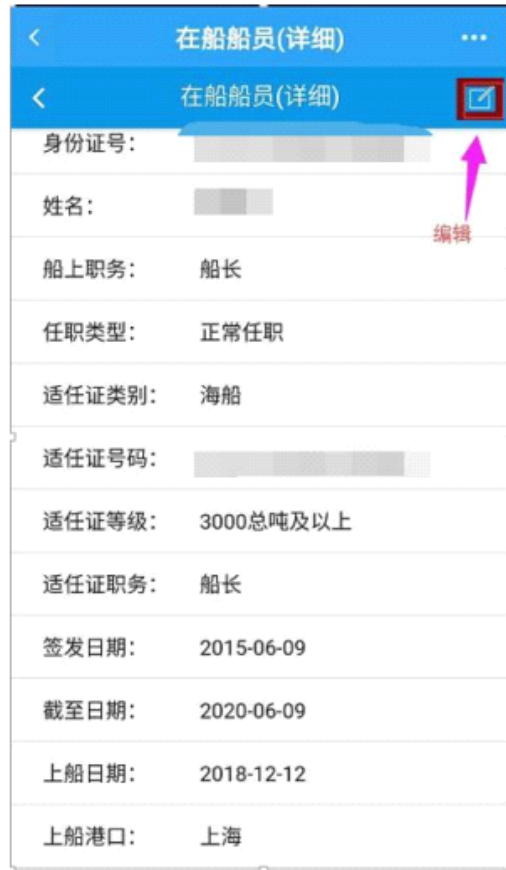 在船船员(详细)
在船船员(详细)
身份证号：
姓名：
编辑
船上职务： 船长
任职类型： 正常任职
适任证类别： 海船
适任证号码：
适任证等级： 3000总吨及以上
适任证职务： 船长
签发日期： 2015-06-09
截至日期： 2020-06-09
上船日期： 2018-12-12
上船港口： 上海